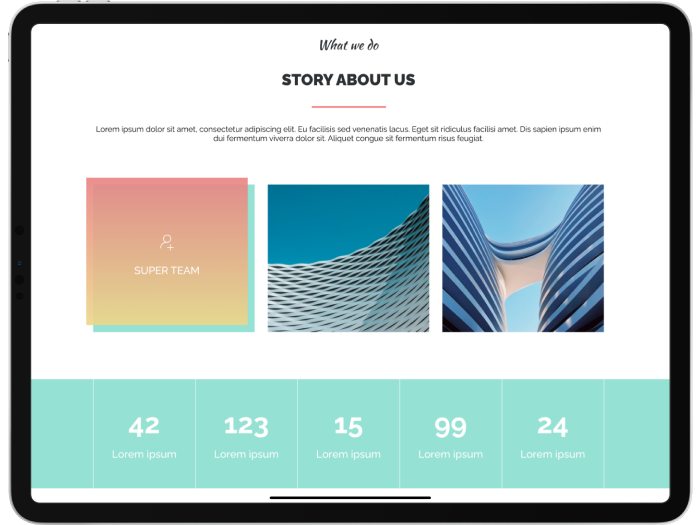 What we do
STORY ABOUT US
Lorem ipsum dolor sit amet, consectetur adipiscing elit. Eu facilisis sed venenatis lacus. Eget sit ridiculus facilisi amet. Dis sapien ipsum enim
dui fermentum viverra dolor sit. Aliquet congue sit fermentum risus feugiat.
SUPER TEAM
42
123
15
99
24
Lorem ipsum
Lorem ipsum
Lorem ipsum
Lorem ipsum
Lorem ipsum